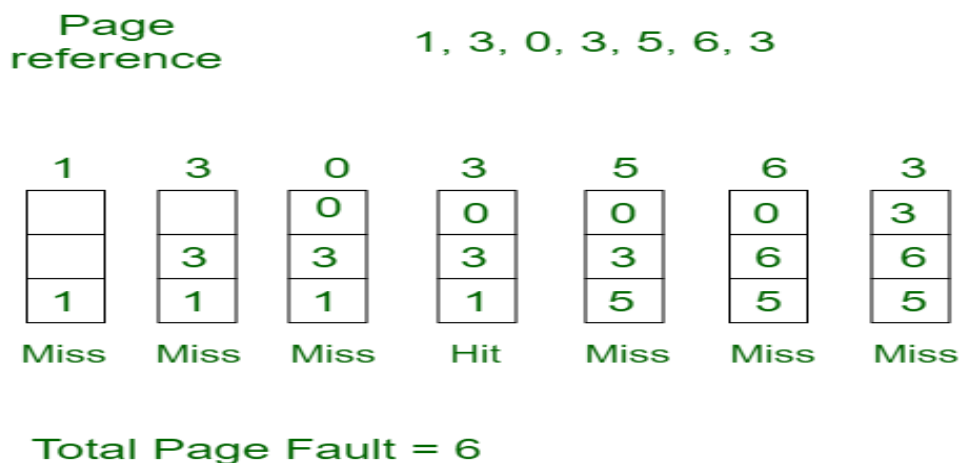 Page
reference
1, 3, 0, 3, 5, 6, 3
1 3 0 3 5 6 3
0 0 0 0 3
3 3 3 3 6 6
1 1 1 1 5 5 5
Miss Miss Miss Hit Miss Miss Miss
Total Page Fault = 6